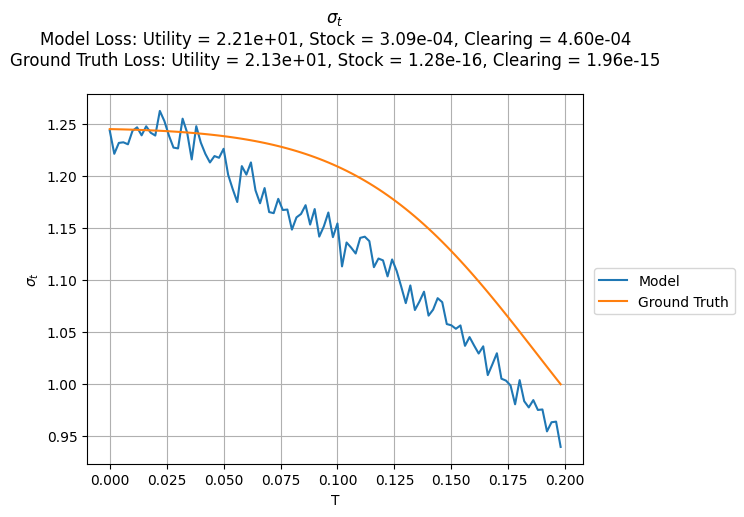 σ_t
Model Loss: Utility = 2.21e+01, Stock = 3.09e-04, Clearing = 4.60e-04
Ground Truth Loss: Utility = 2.13e+01, Stock = 1.28e-16, Clearing = 1.96e-15
1.25
1.20
1.15
1.10
1.05
1.00
0.95
σ_t
0.000 0.025 0.050 0.075 0.100 0.125 0.150 0.175 0.200
T
Model
Ground Truth